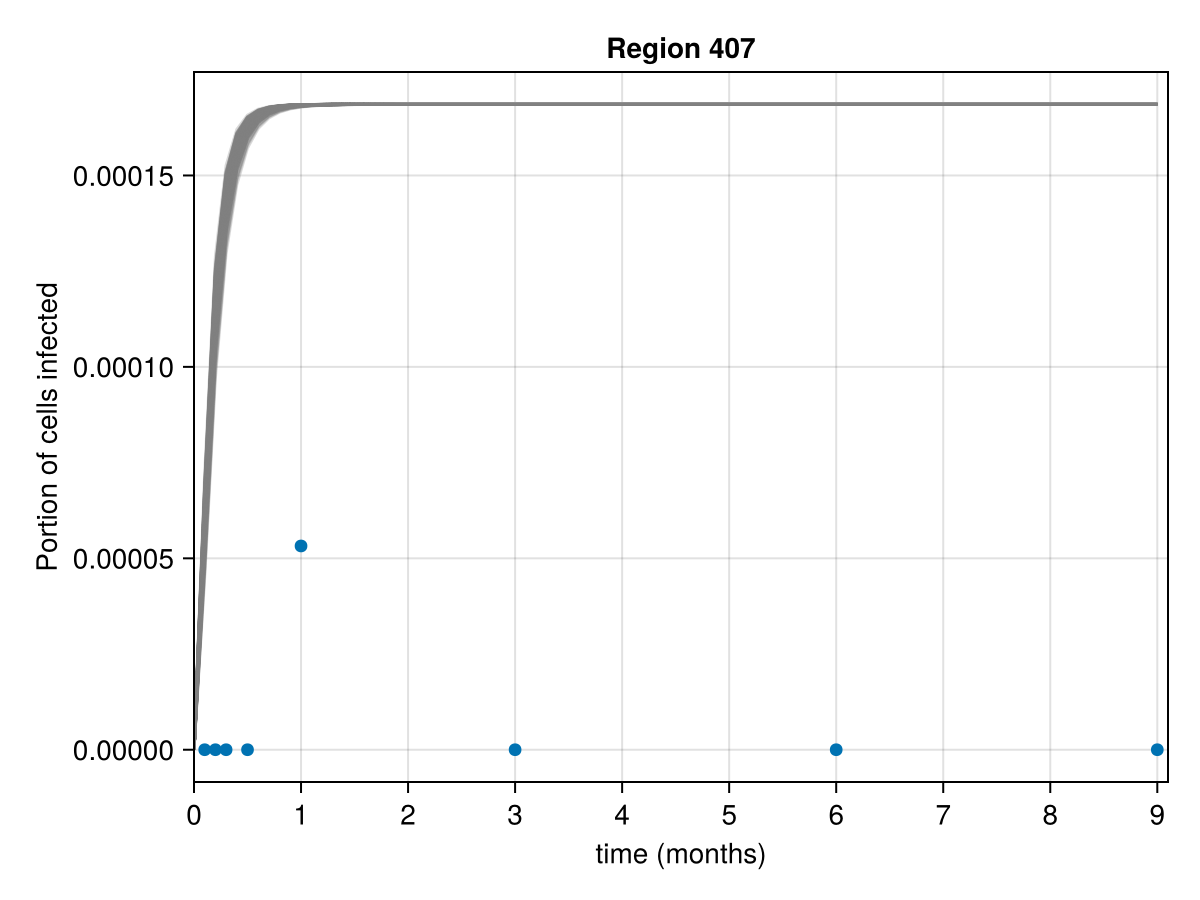 Region 407
Portion of cells infected
0.00015
0.00010
0.00005
0.00000
0 1 2 3 4 5 6 7 8 9
time (months)